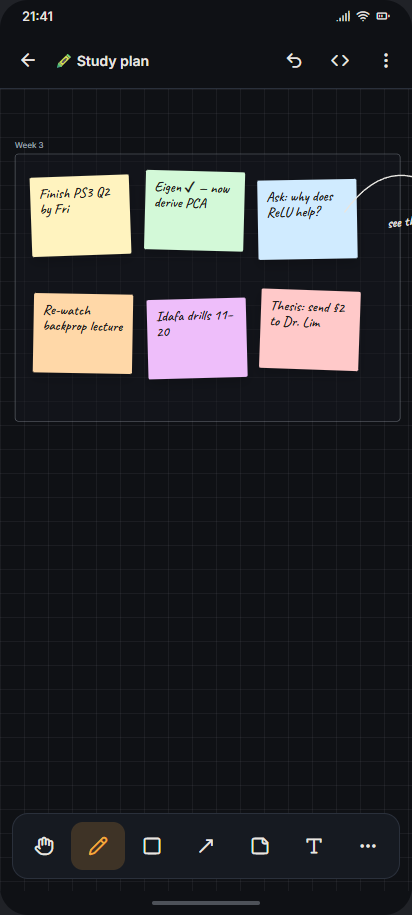 21:41
Study plan
Week 3
Finish PS3 Q2
by Fri
Eigen ✓ – now
derive PCA
Ask: why does
ReLU help?
see
Re-watch
backprop lecture
Idafa drills 11–
20
Thesis: send §2
to Dr. Lim
T